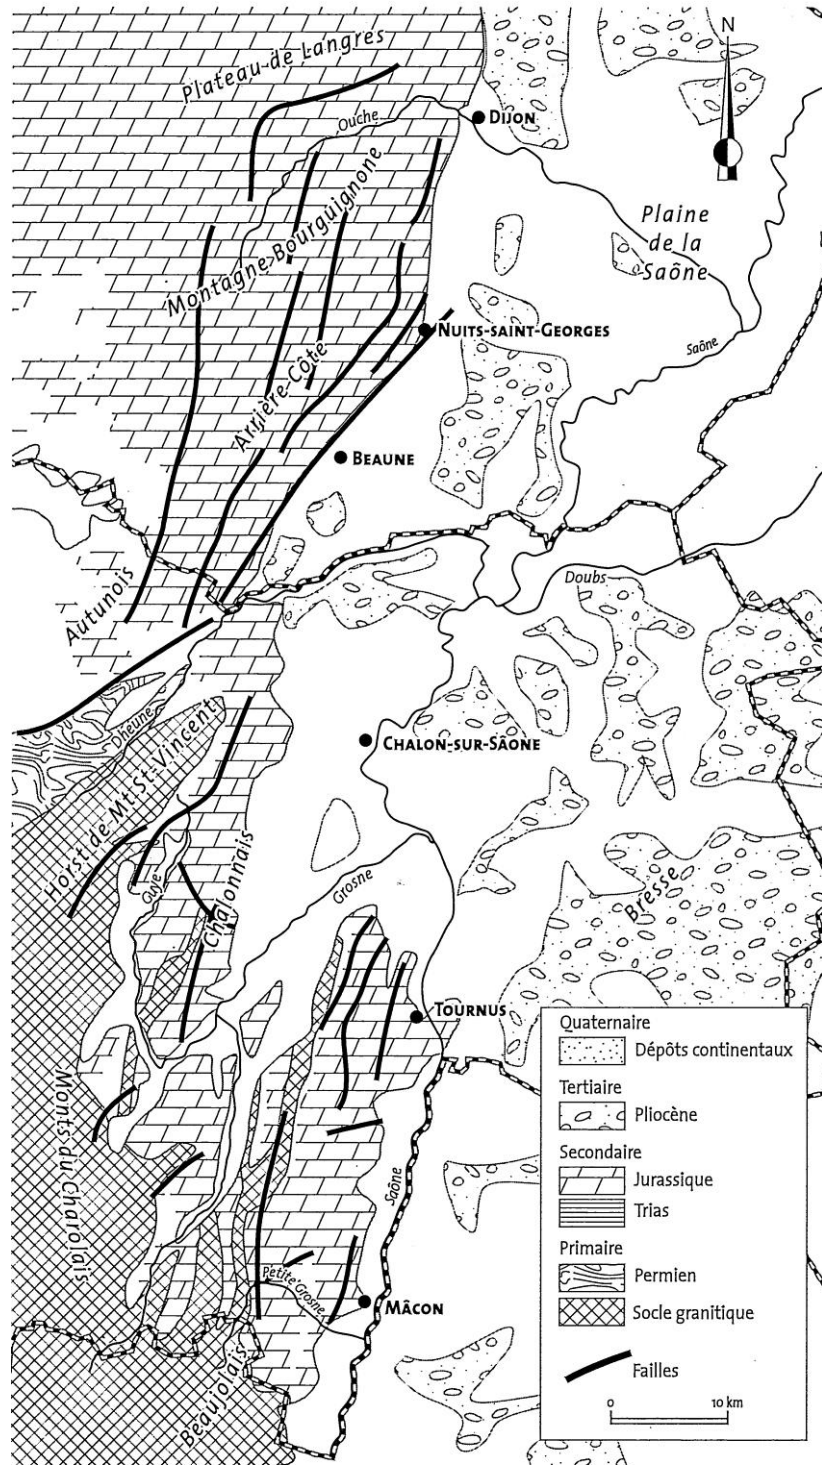 Plateau de Langres
N
Ouche
DIJON
Montagne Bourguignone
Plaine
de la
Saône
NUITS-SAINT-GEORGES
Saône
Arrière-Côte
BEAUNE
Doubs
Autunois
Dheune
CHALON-SUR-SÂONE
Horst de Mt St-Vincent
Chalonnais
Guye
Grosne
Bresse
TOURNUS
Monts du Charolais
Saône
Petite Grosne
MÂCON
Beaujolais
Quaternaire
Dépôts continentaux
Tertiaire
Pliocène
Secondaire
Jurassique
Trias
Primaire
Permien
Socle granitique
Failles
0 10 km